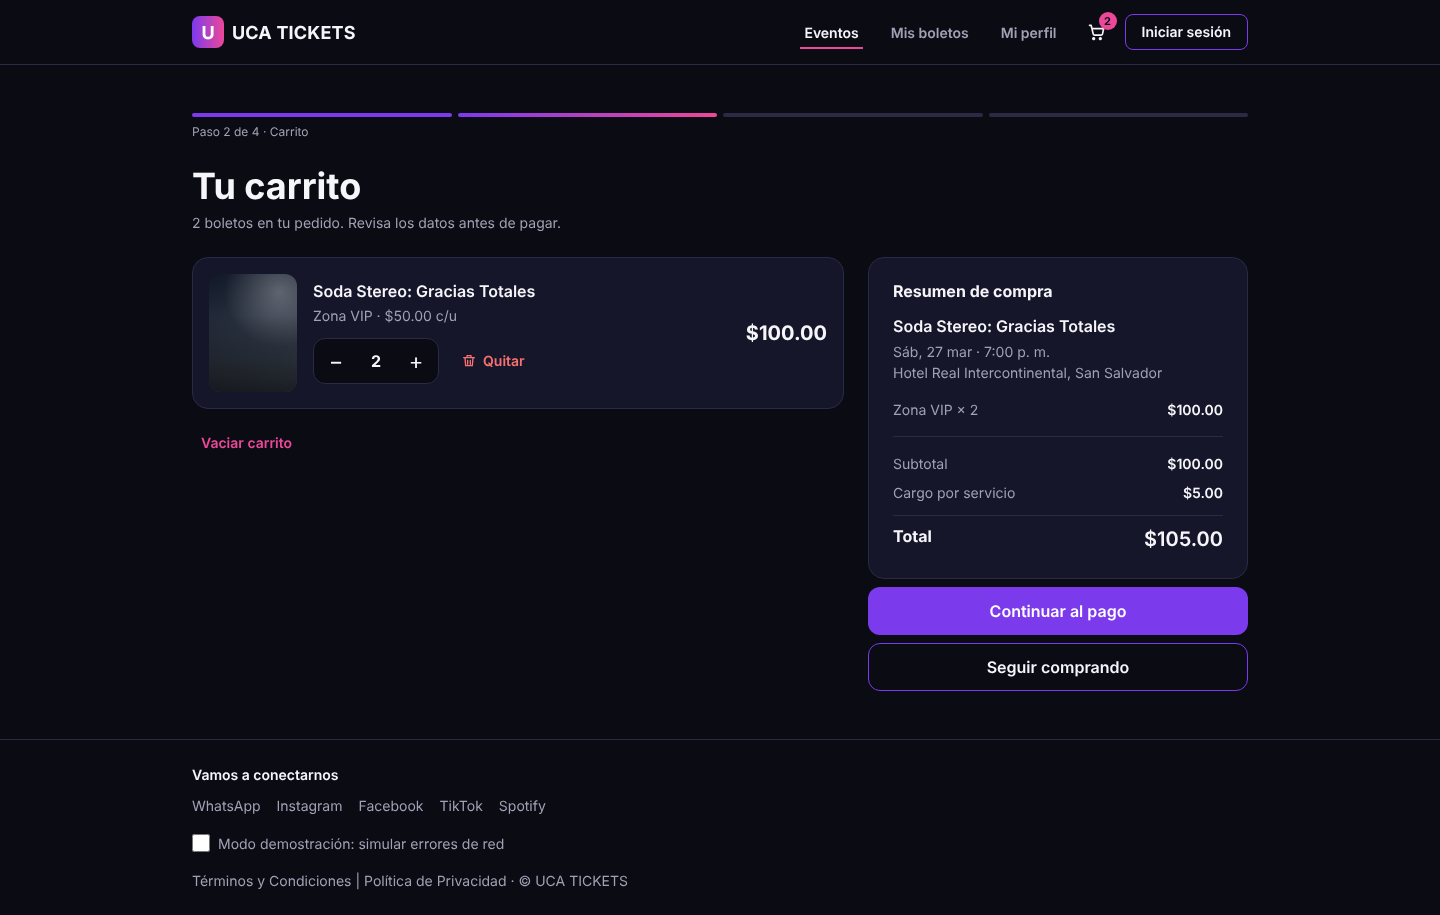 U UCA TICKETS
Eventos Mis boletos Mi perfil 2 Iniciar sesión
Paso 2 de 4 · Carrito
Tu carrito
2 boletos en tu pedido. Revisa los datos antes de pagar.
Soda Stereo: Gracias Totales
Zona VIP · $50.00 c/u
− 2 + Quitar
$100.00
Vaciar carrito
Resumen de compra
Soda Stereo: Gracias Totales
Sáb, 27 mar · 7:00 p. m.
Hotel Real Intercontinental, San Salvador
Zona VIP × 2 $100.00
Subtotal $100.00
Cargo por servicio $5.00
Total $105.00
Continuar al pago
Seguir comprando
Vamos a conectarnos
WhatsApp Instagram Facebook TikTok Spotify
Modo demostración: simular errores de red
Términos y Condiciones | Política de Privacidad · © UCA TICKETS